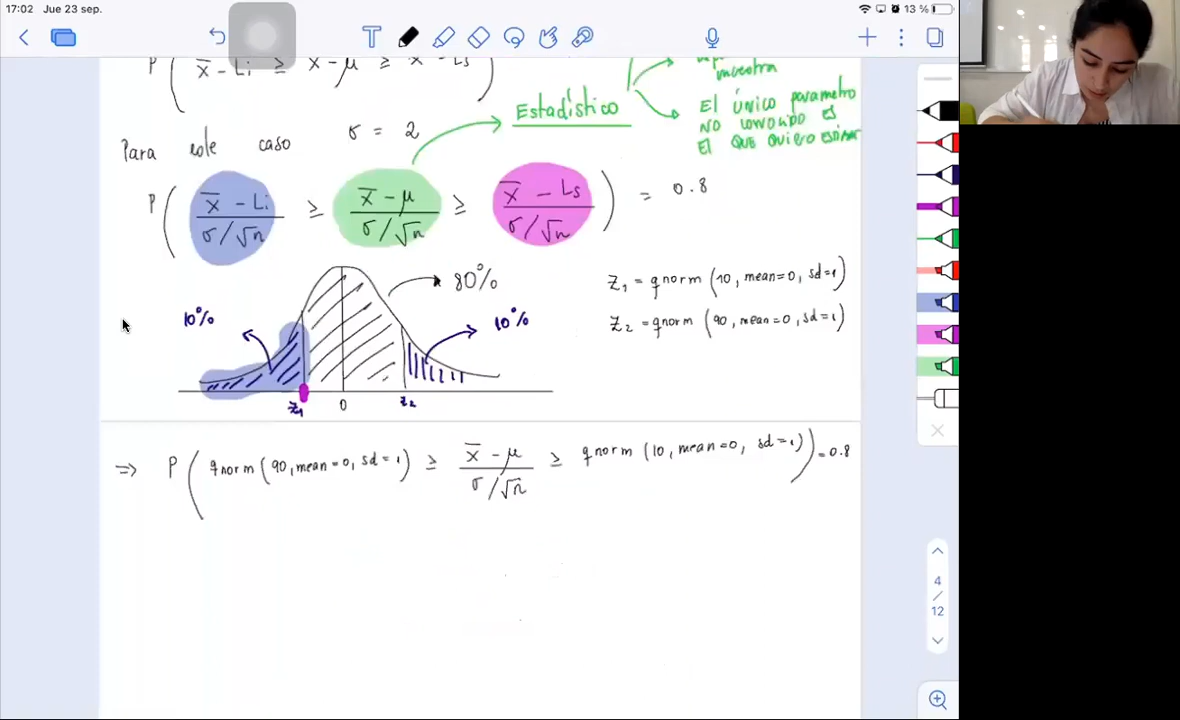 17:02 Jue 23 sep. 13 %
P ( x̄ - Li ≥ x̄ - μ ≥ x̄ - Ls )
muestra
Estadístico
El único parametro
NO conocido es
El QUE QUIERO ESTIMAR
Para este caso σ = 2
P ( x̄ - Li / σ/√n ≥ x̄ - μ / σ/√n ≥ x̄ - Ls / σ/√n ) = 0.8
80%
10%
10%
z1 = qnorm (10, mean=0, sd=1)
z2 = qnorm (90, mean=0, sd=1)
z1 0 z2
⇒ P ( qnorm (90, mean=0, sd=1) ≥ x̄ - μ / σ/√n ≥ qnorm (10, mean=0, sd=1) ) = 0.8
4
/
12